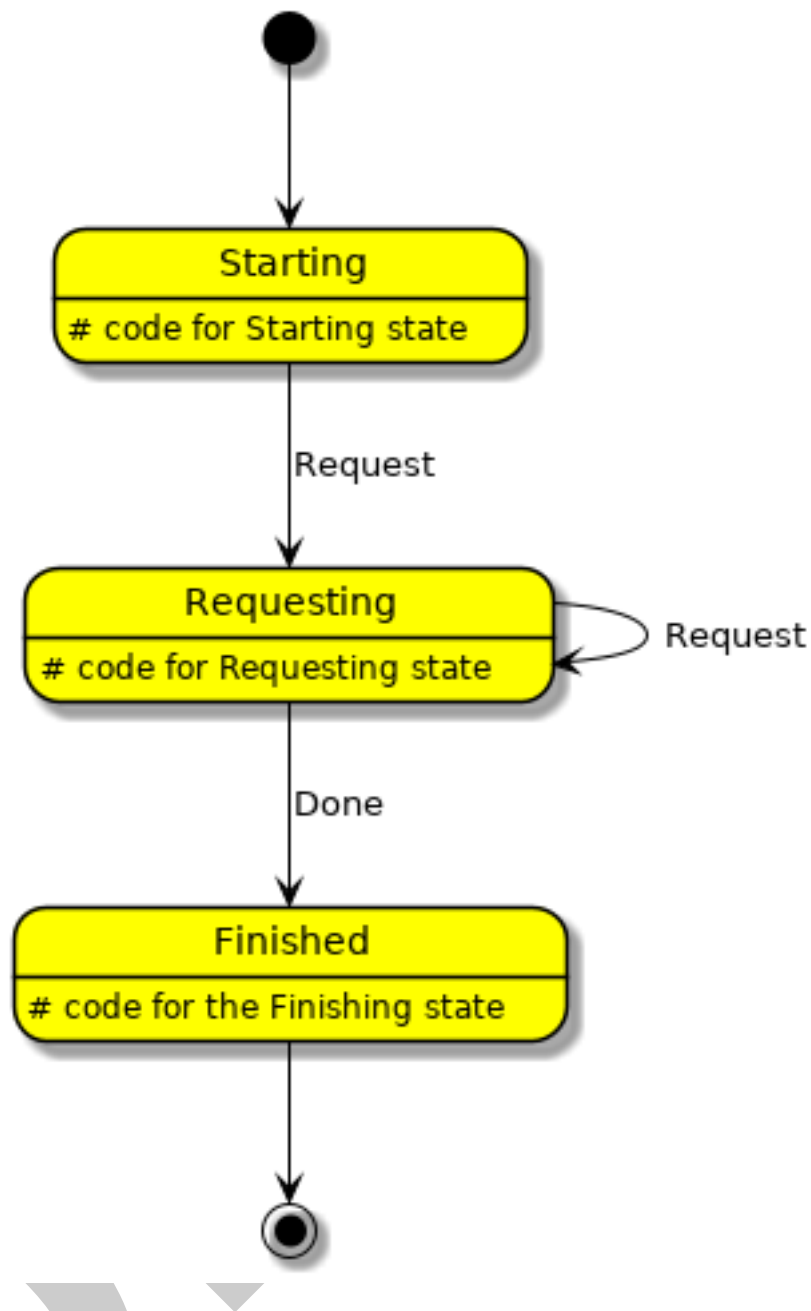 Starting
# code for Starting state
Request
Requesting
# code for Requesting state
Request
Done
Finished
# code for the Finishing state